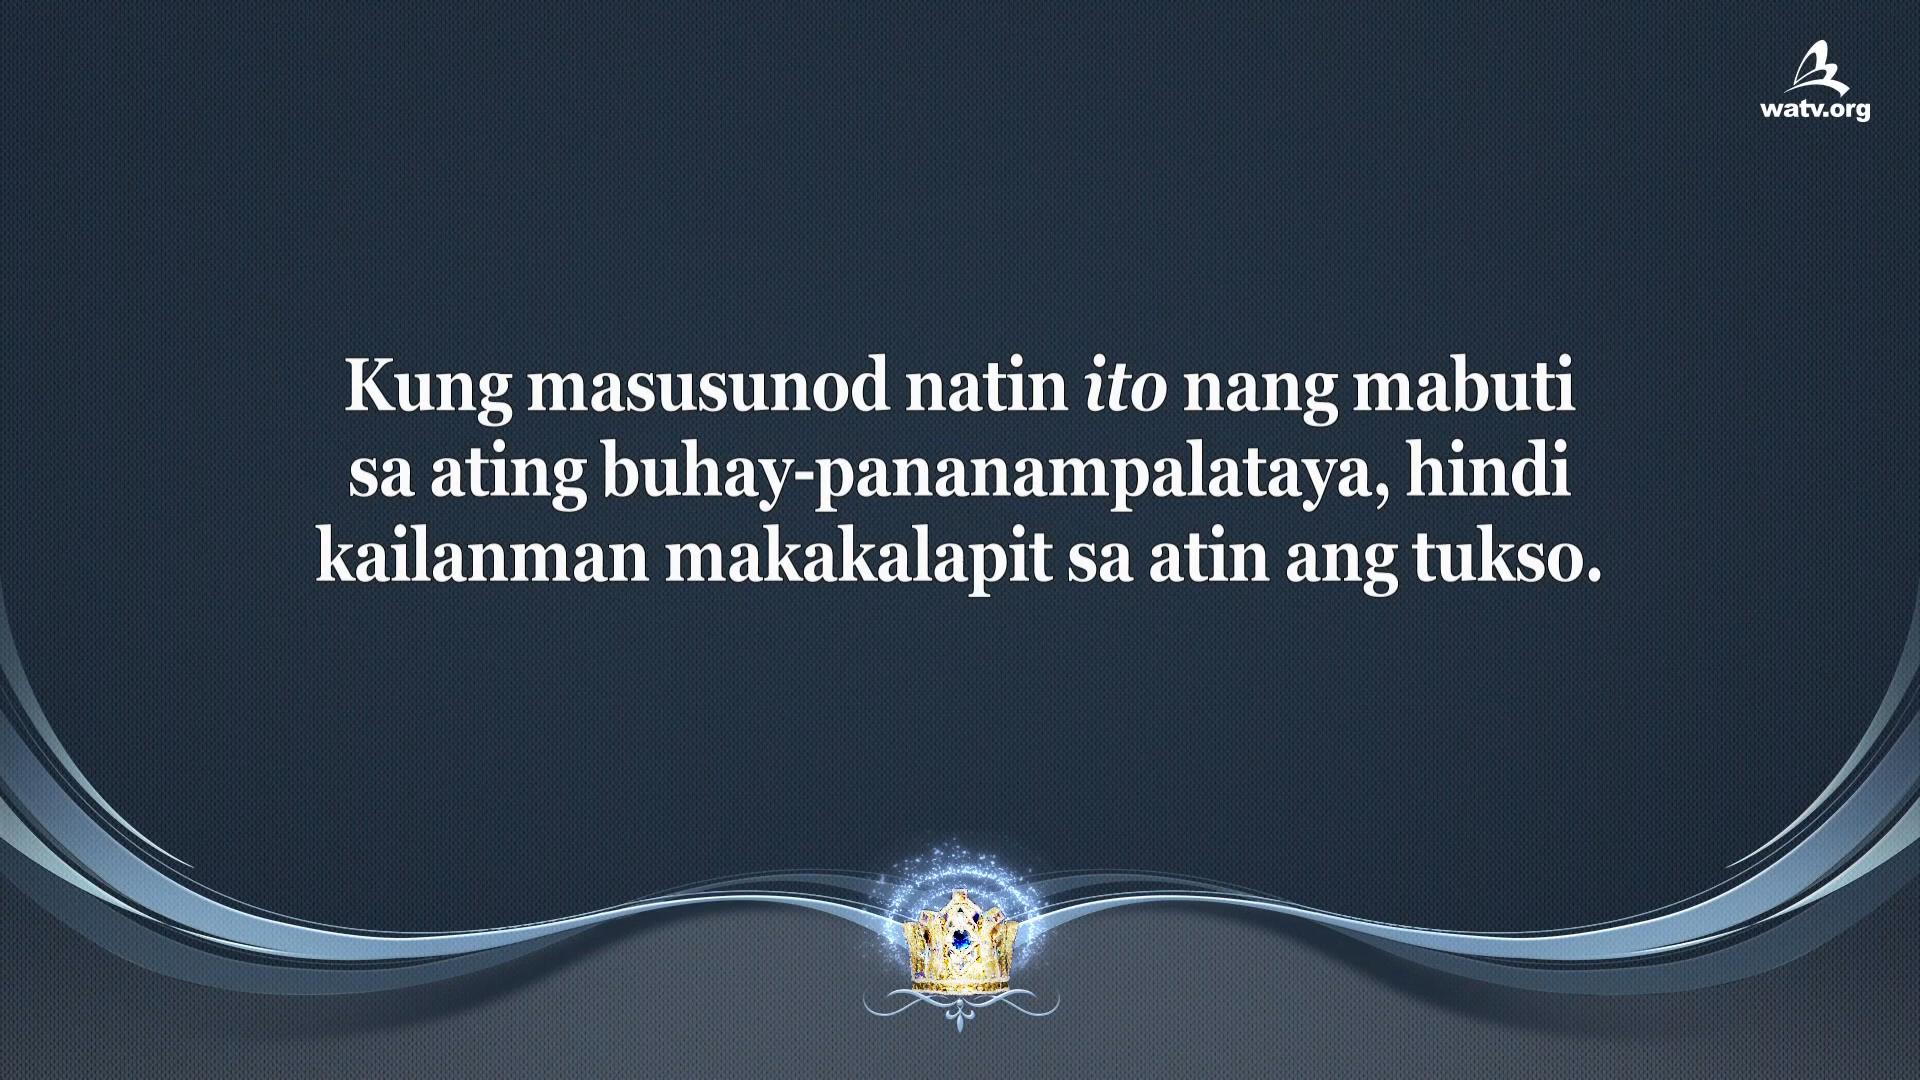 watv.org
Kung masusunod natin ito nang mabuti
sa ating buhay-pananampalataya, hindi
kailanman makakalapit sa atin ang tukso.